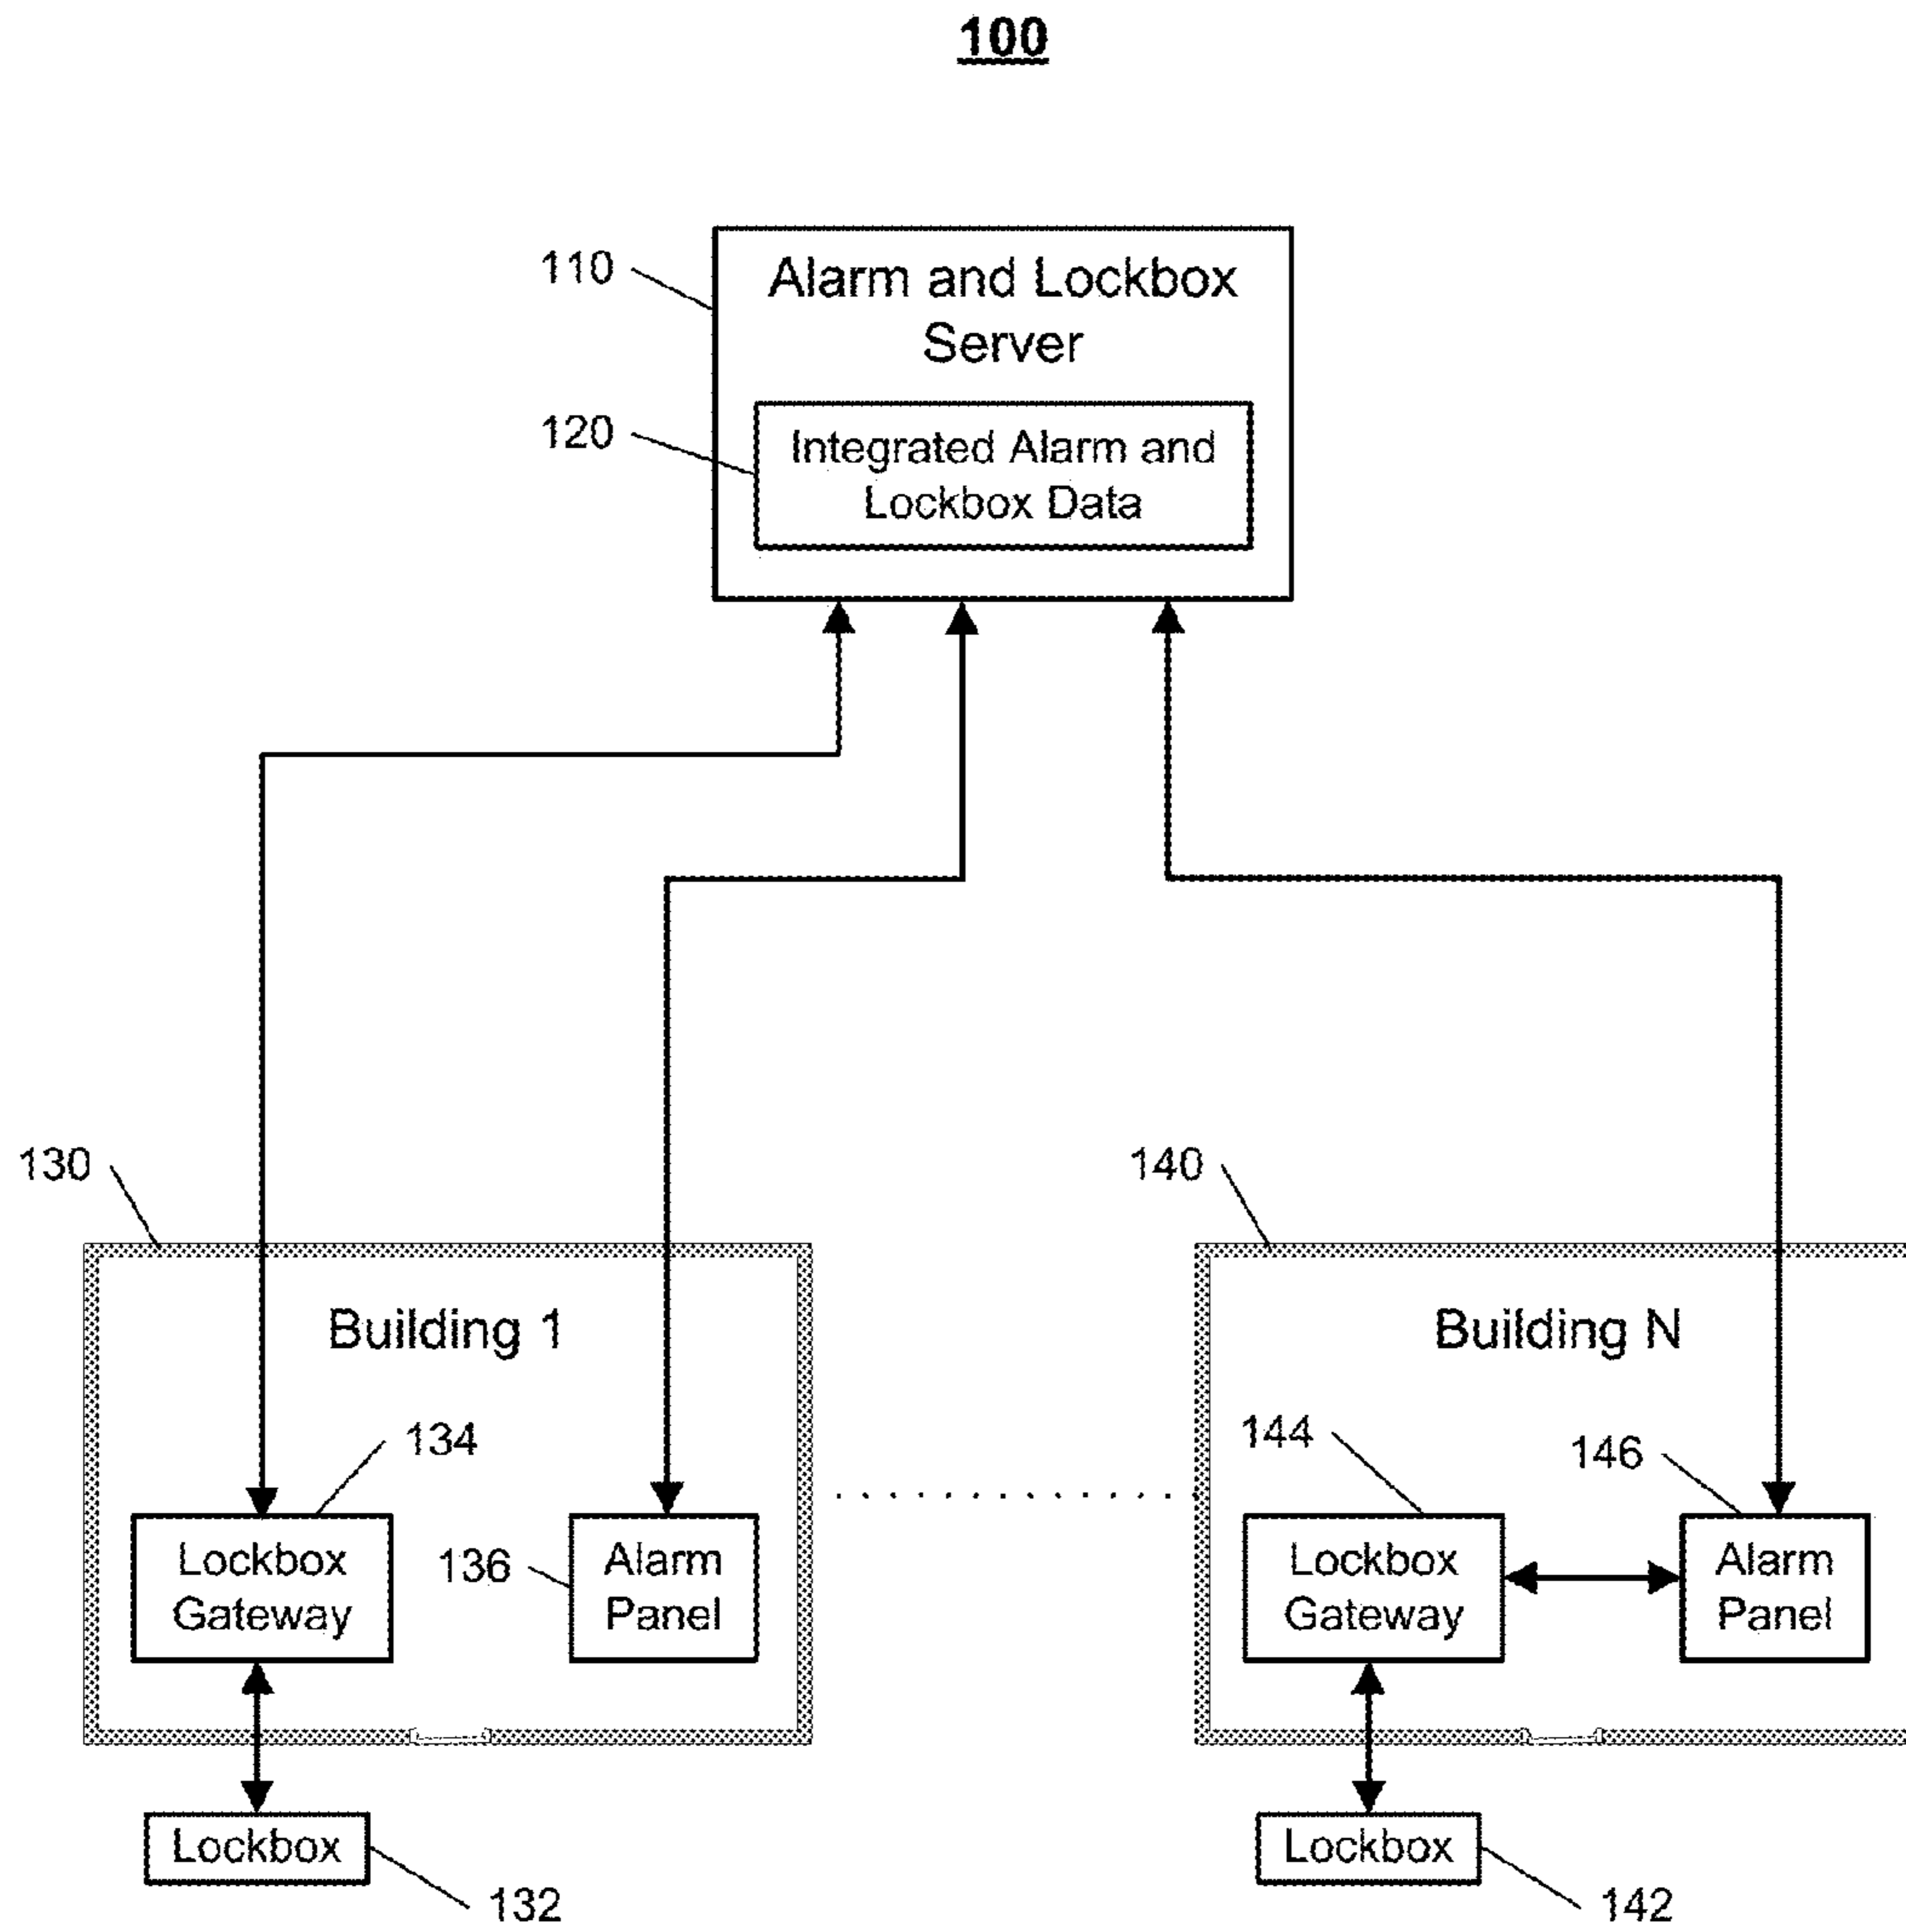 100
110
Alarm and Lockbox
Server
120
Integrated Alarm and
Lockbox Data
130
140
Building 1
Building N
134
144
146
Lockbox
Gateway
136
Alarm
Panel
Lockbox
Gateway
Alarm
Panel
Lockbox
132
Lockbox
142